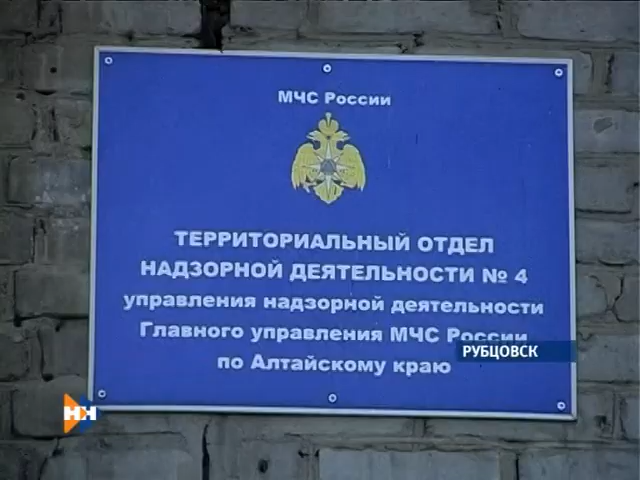 МЧС России
ТЕРРИТОРИАЛЬНЫЙ ОТДЕЛ
НАДЗОРНОЙ ДЕЯТЕЛЬНОСТИ № 4
управления надзорной деятельности
Главного управления МЧС России
РУБЦОВСК
по Алтайскому краю
НН